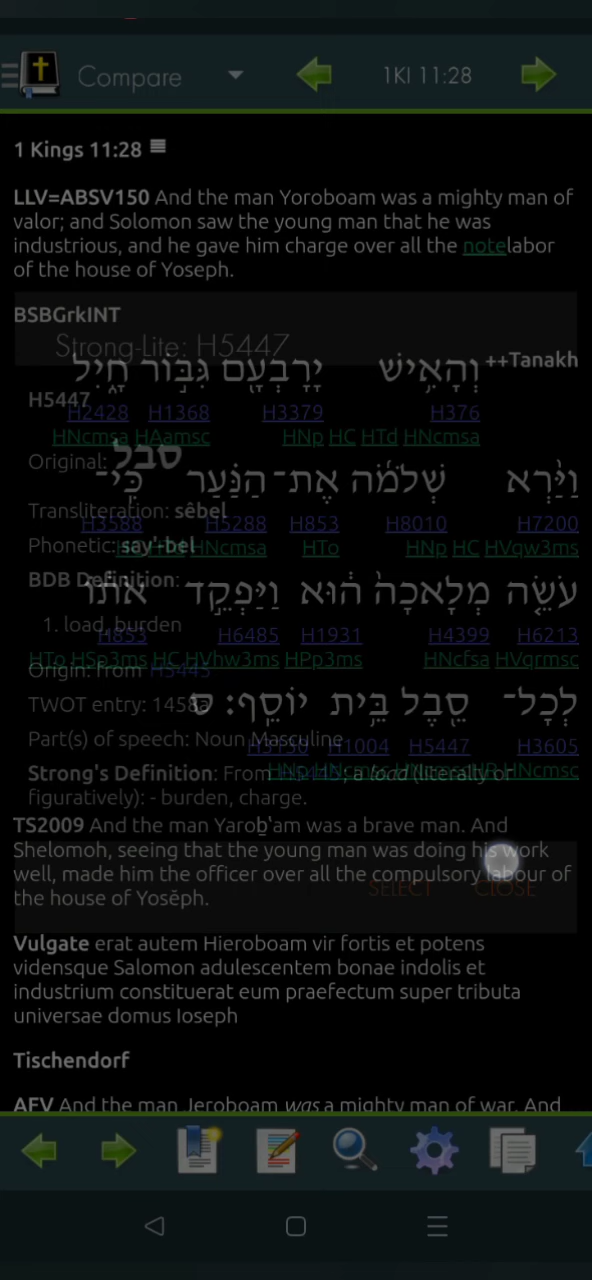 Compare
1KI 11:28
1 Kings 11:28
LLV=ABSV150 And the man Yoroboam was a mighty man of
valor; and Solomon saw the young man that he was
industrious, and he gave him charge over all the notelabor
of the house of Yoseph.
BSBGrkINT
Strong-Lite: H5447
++Tanakh וְהָאִ֥ישׁ יָרׇבְעָ֖ם גִּבּ֣וֹר חָ֑יִל
H2428 H1368 H3379 H376
HNcmsa HAamsc HNp HC HTd HNcmsa
H5447
Original: סבל
וַיַּ֨רְא שְׁלֹמֹ֜ה אֶת־ הַנַּ֗עַר כִּֽי־
H3588 H5288 H853 H8010 H7200
HNcmsa HTo HNp HC HVqw3ms
Transliteration: sêbel
Phonetic: say'-bel
BDB Definition:
1. load, burden
עֹשֵׂ֤ה מְלָאכָה֙ ה֔וּא וַיַּפְקֵ֣ד אֹת֔וֹ
H853 H6485 H1931 H4399 H6213
HTo HSp3ms HC HVhw3ms HPp3ms HNcfsa HVqrmsc
Origin: from H5445
TWOT entry: 1458a
Part(s) of speech: Noun Masculine
לְכׇל־ סֵ֖בֶל בֵּ֥ית יוֹסֵֽף׃ ס
H3130 H1004 H5447 H3605
HNp HNcmsc HNcmsc HR HNcmsc
Strong's Definition: From H5445; a load (literally or
figuratively): - burden, charge.
TS2009 And the man Yaroḇʽam was a brave man. And
Shelomoh, seeing that the young man was doing his work
well, made him the officer over all the compulsory labour of
the house of Yosĕph.
SELECT CLOSE
Vulgate erat autem Hieroboam vir fortis et potens
vidensque Salomon adulescentem bonae indolis et
industrium constituerat eum praefectum super tributa
universae domus Ioseph
Tischendorf
AFV And the man Jeroboam was a mighty man of war. And